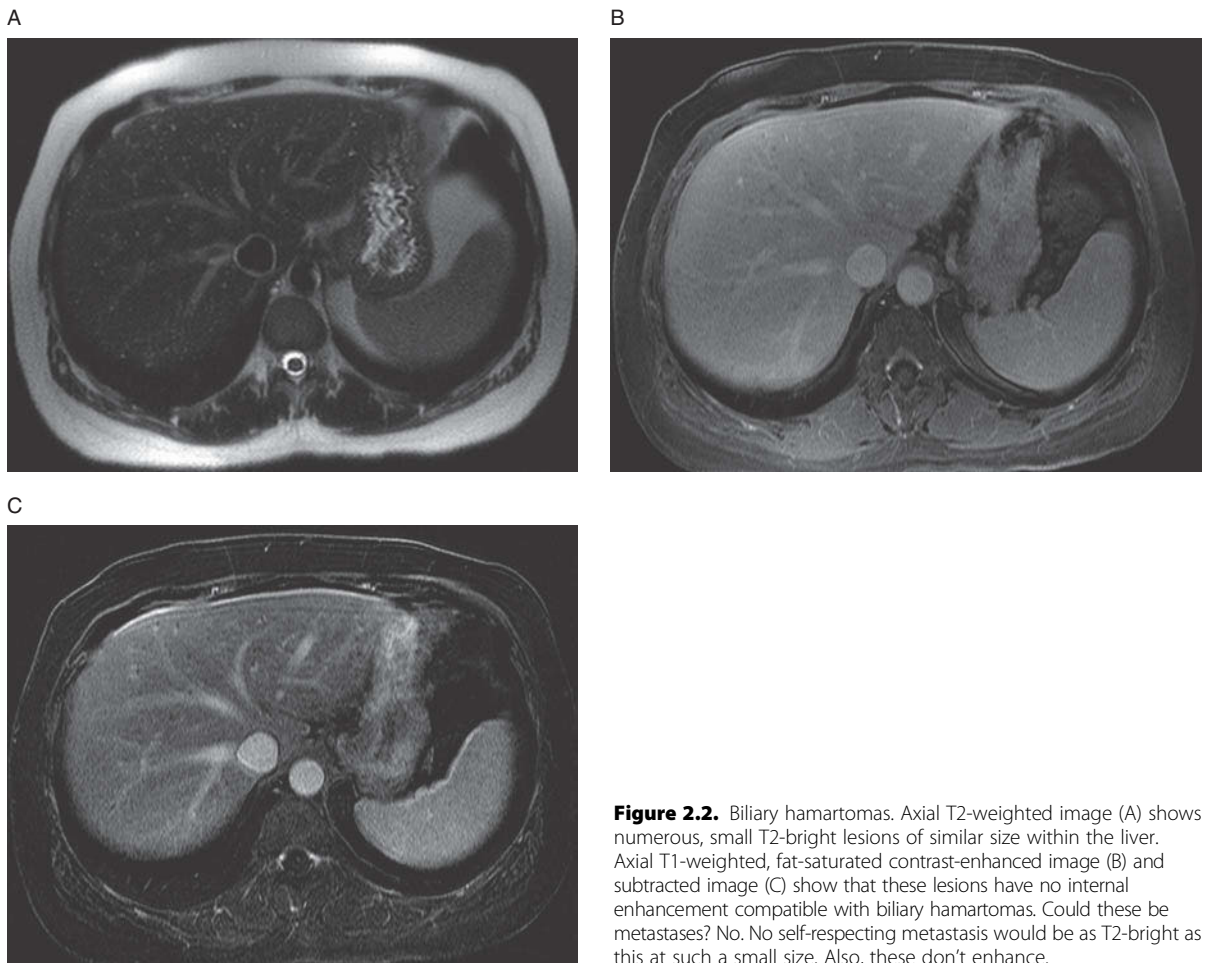 A
B
C
Figure 2.2. Biliary hamartomas. Axial T2-weighted image (A) shows
numerous, small T2-bright lesions of similar size within the liver.
Axial T1-weighted, fat-saturated contrast-enhanced image (B) and
subtracted image (C) show that these lesions have no internal
enhancement compatible with biliary hamartomas. Could these be
metastases? No. No self-respecting metastasis would be as T2-bright as
this at such a small size. Also, these don't enhance.